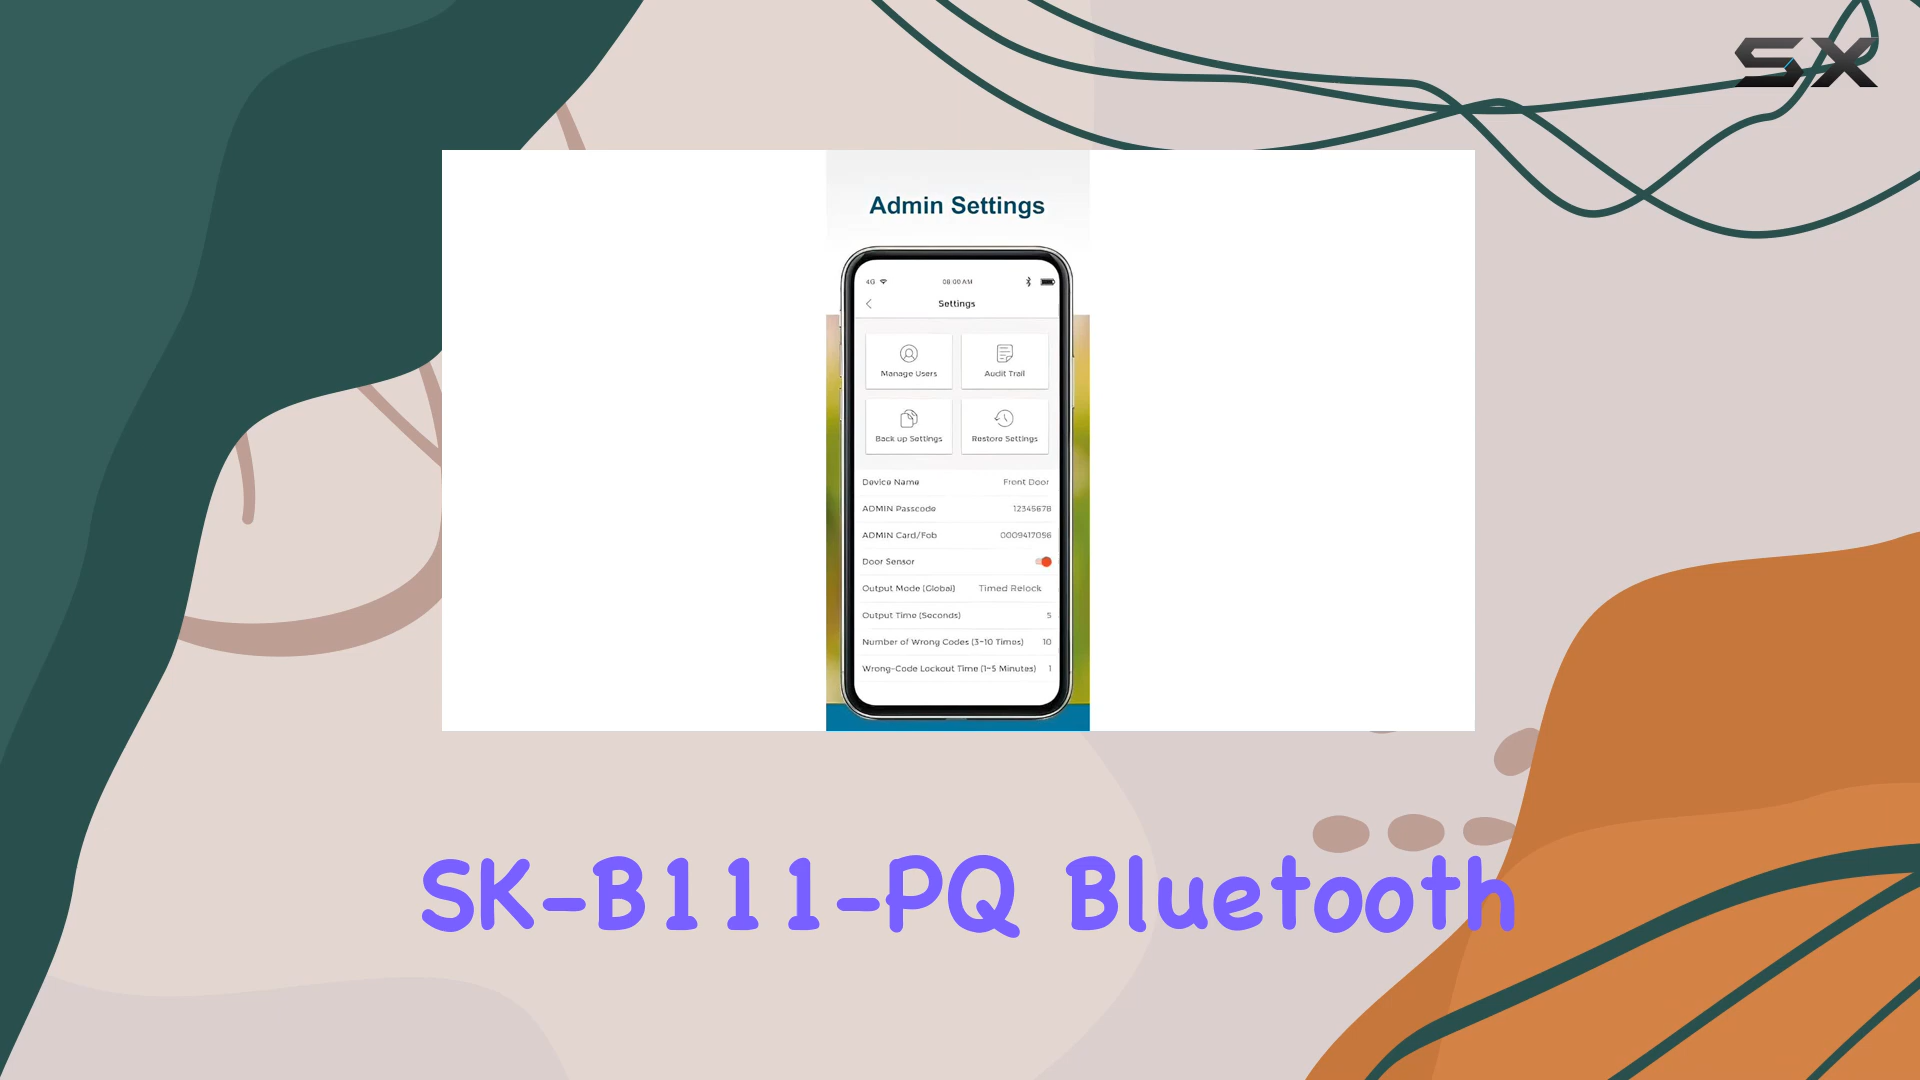 SX
Admin Settings
4G 08:00 AM
Settings
Manage Users Audit Trail
Back up Settings Restore Settings
Device Name Front Door
ADMIN Passcode 12345678
ADMIN Card/Fob 0009417056
Door Sensor
Output Mode (Global) Timed Relock
Output Time (Seconds) 5
Number of Wrong Codes (3~10 Times) 10
Wrong-Code Lockout Time (1~5 Minutes) 1
SK-B111-PQ Bluetooth